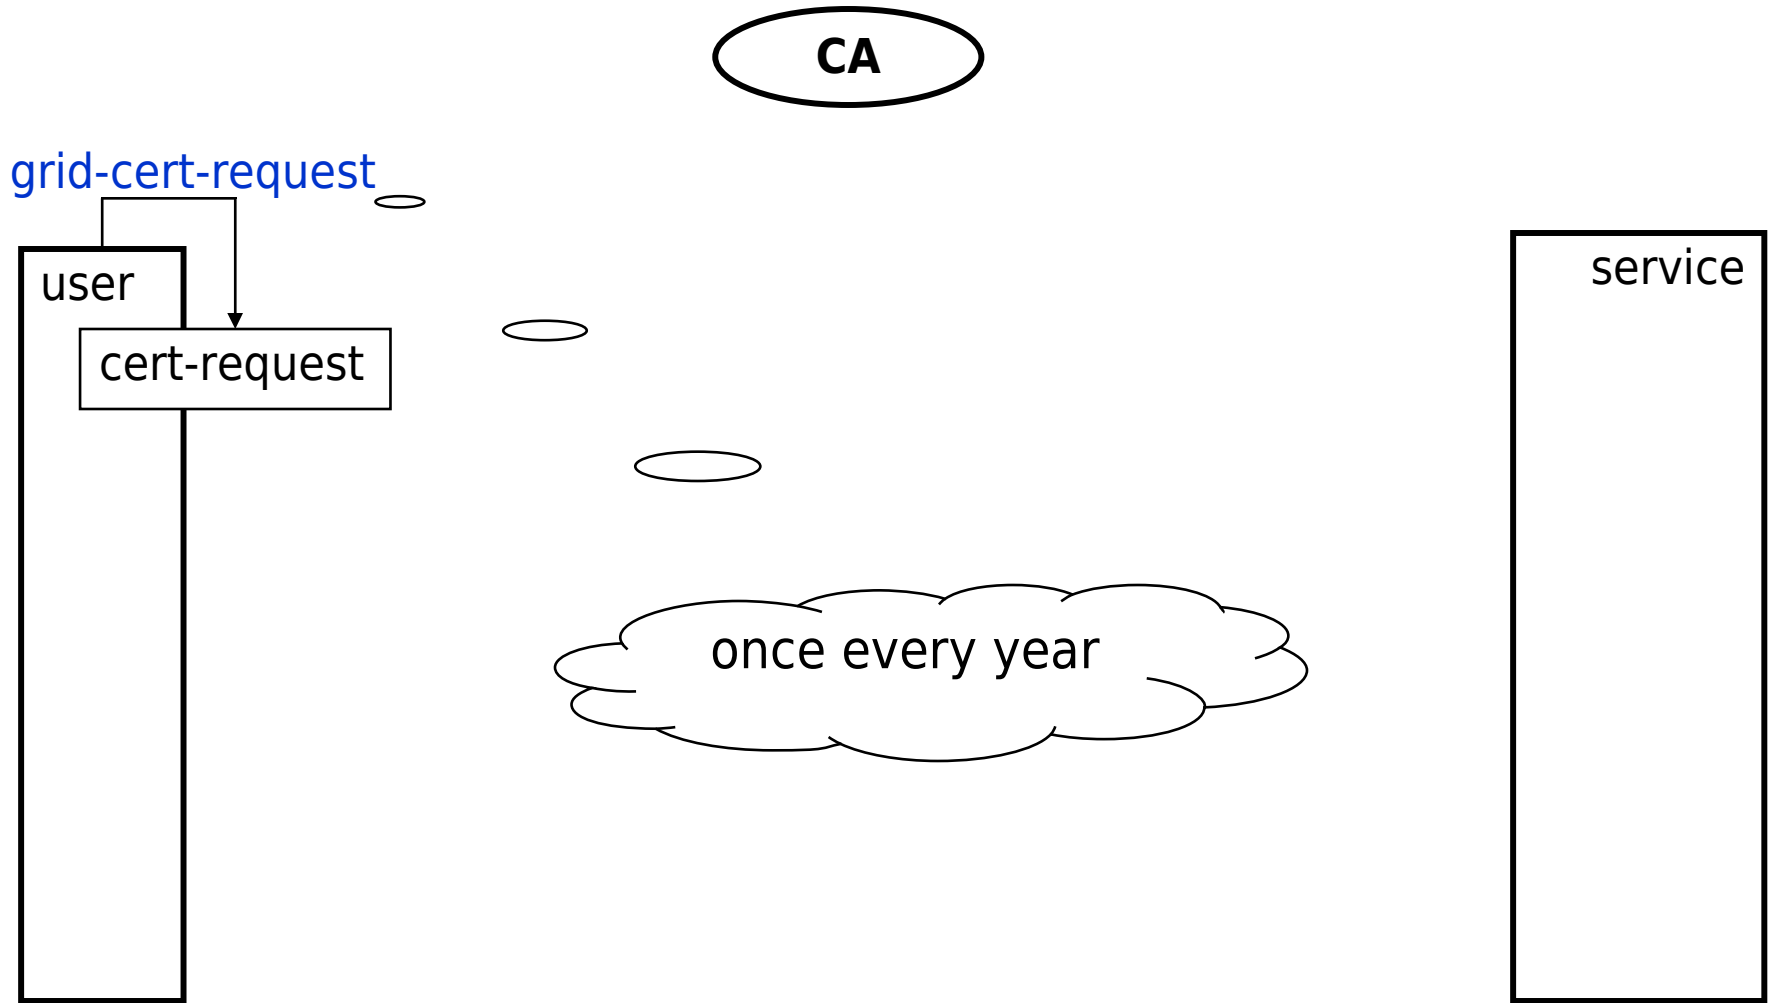 CA
grid-cert-request
user
service
cert-request
once every year